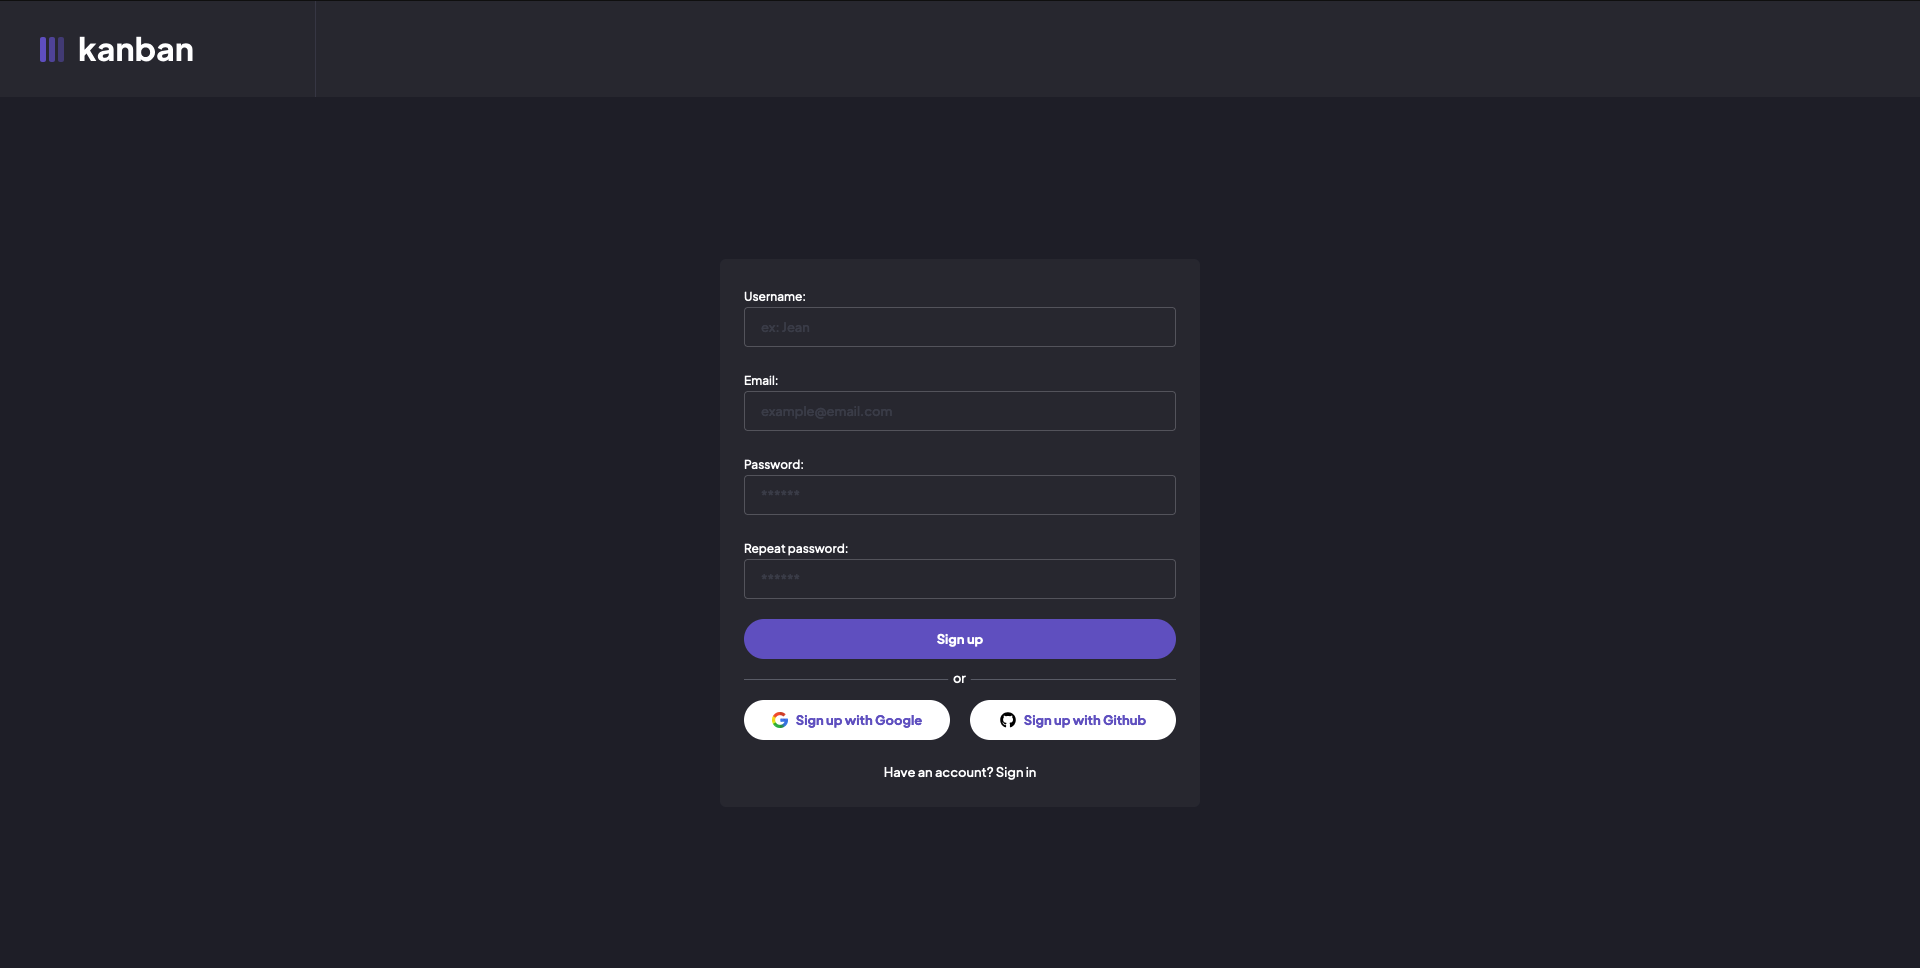 kanban
Username:
ex: Jean
Email:
example@email.com
Password:
******
Repeat password:
******
Sign up
or
Sign up with Google
Sign up with Github
Have an account? Sign in